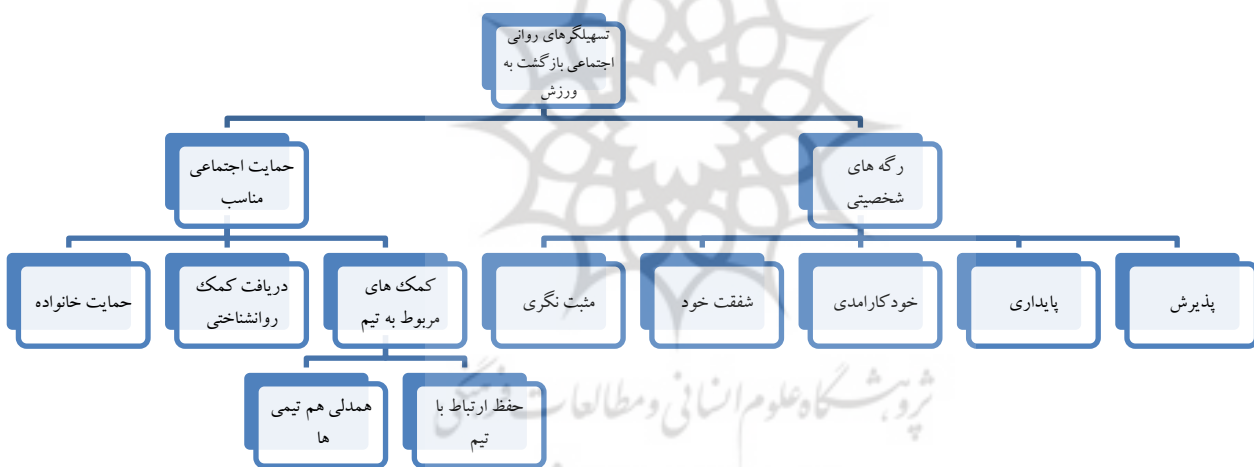 تسهیلگرهای روانی
اجتماعی بازگشت به
ورزش
رگه های
شخصیتی
حمایت اجتماعی
مناسب
پذیرش
پایداری
خودکارامدی
شفقت خود
مثبت نگری
کمک های
مربوط به تیم
دریافت کمک
روانشناختی
حمایت خانواده
حفظ ارتباط با
تیم
همدلی هم تیمی
ها
پژوهشگاه علوم انسانی و مطالعات فرهنگی